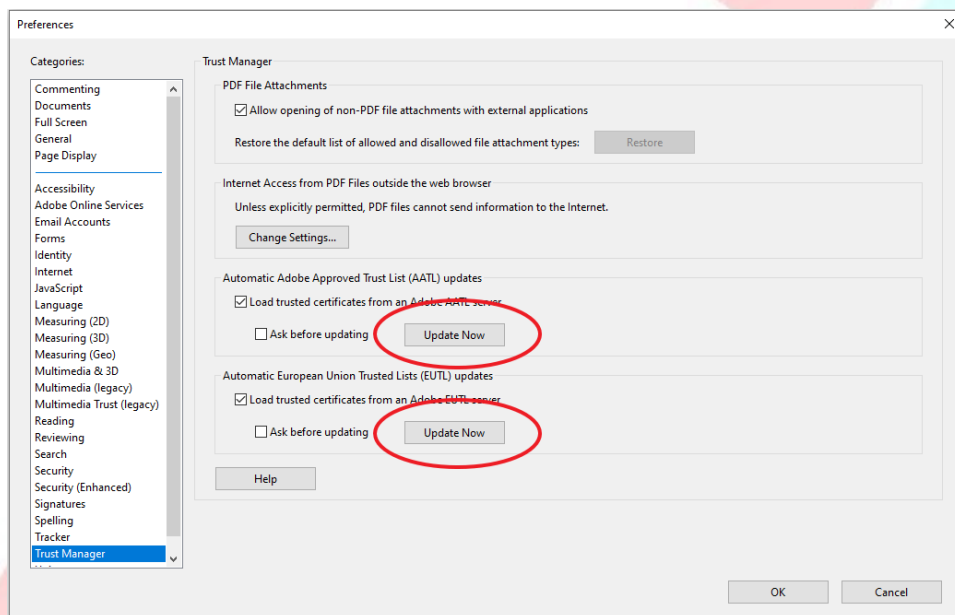 Preferences
Categories:
Commenting
Documents
Full Screen
General
Page Display
Accessibility
Adobe Online Services
Email Accounts
Forms
Identity
Internet
JavaScript
Language
Measuring (2D)
Measuring (3D)
Measuring (Geo)
Multimedia & 3D
Multimedia (legacy)
Multimedia Trust (legacy)
Reading
Reviewing
Search
Security
Security (Enhanced)
Signatures
Spelling
Tracker
Trust Manager
Trust Manager
PDF File Attachments
Allow opening of non-PDF file attachments with external applications
Restore the default list of allowed and disallowed file attachment types: Restore
Internet Access from PDF Files outside the web browser
Unless explicitly permitted, PDF files cannot send information to the Internet.
Change Settings...
Automatic Adobe Approved Trust List (AATL) updates
Load trusted certificates from an Adobe AATL server
Ask before updating Update Now
Automatic European Union Trusted Lists (EUTL) updates
Load trusted certificates from an Adobe EUTL server
Ask before updating Update Now
Help
OK Cancel